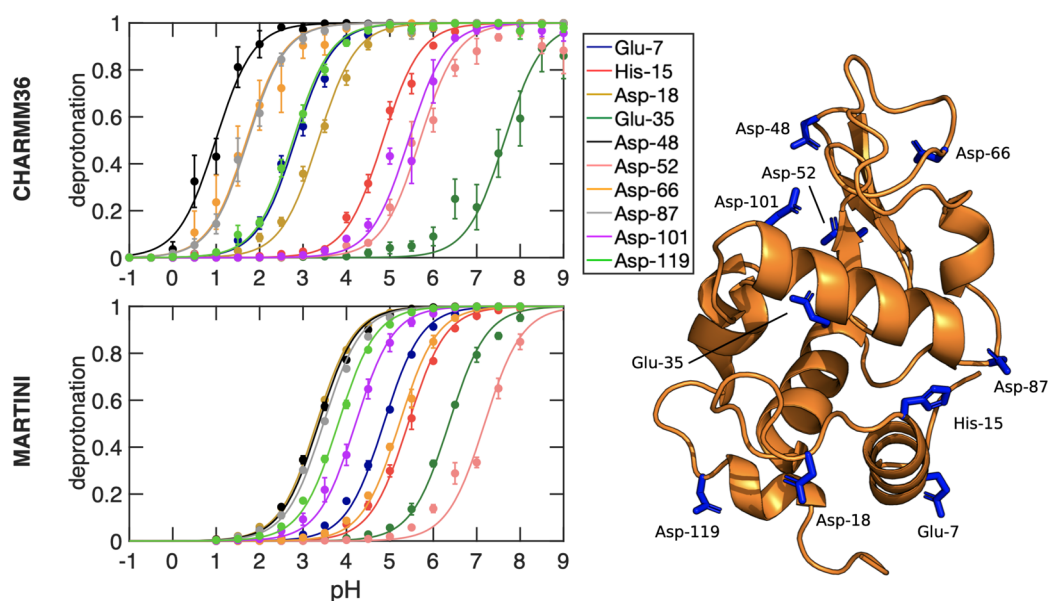 CHARMM36
deprotonation
1
0.8
0.6
0.4
0.2
0
-1 0 1 2 3 4 5 6 7 8 9
Glu-7
His-15
Asp-18
Glu-35
Asp-48
Asp-52
Asp-66
Asp-87
Asp-101
Asp-119
MARTINI
deprotonation
1
0.8
0.6
0.4
0.2
0
-1 0 1 2 3 4 5 6 7 8 9
pH
Asp-48
Asp-66
Asp-52
Asp-101
Glu-35
Asp-87
His-15
Asp-119
Asp-18
Glu-7